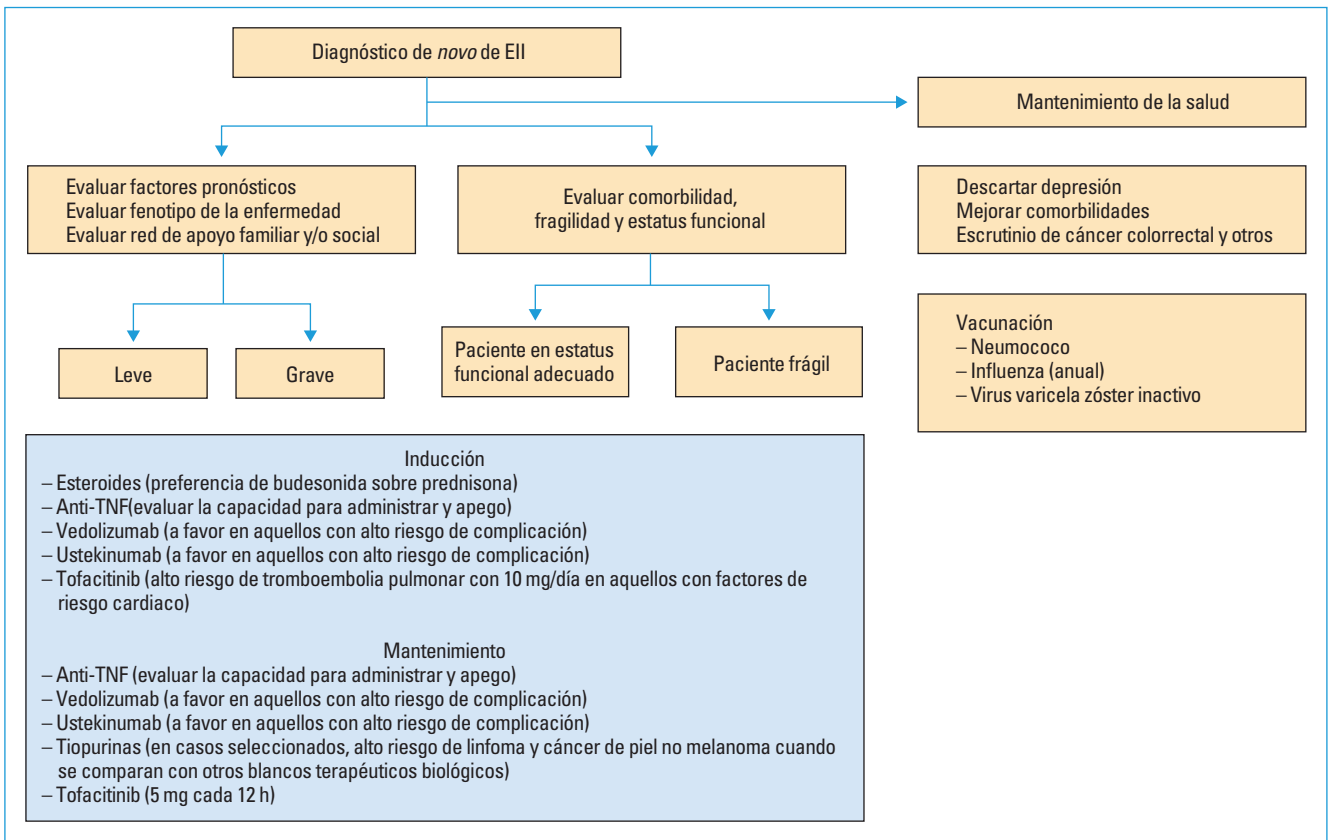 Diagnóstico de novo de EII
Mantenimiento de la salud
Evaluar factores pronósticos
Evaluar fenotipo de la enfermedad
Evaluar red de apoyo familiar y/o social
Evaluar comorbilidad,
fragilidad y estatus funcional
Descartar depresión
Mejorar comorbilidades
Escrutinio de cáncer colorrectal y otros
Leve
Grave
Paciente en estatus
funcional adecuado
Paciente frágil
Vacunación
– Neumococo
– Influenza (anual)
– Virus varicela zóster inactivo
Inducción
– Esteroides (preferencia de budesonida sobre prednisona)
– Anti-TNF(evaluar la capacidad para administrar y apego)
– Vedolizumab (a favor en aquellos con alto riesgo de complicación)
– Ustekinumab (a favor en aquellos con alto riesgo de complicación)
– Tofacitinib (alto riesgo de tromboembolia pulmonar con 10 mg/día en aquellos con factores de
riesgo cardiaco)
Mantenimiento
– Anti-TNF (evaluar la capacidad para administrar y apego)
– Vedolizumab (a favor en aquellos con alto riesgo de complicación)
– Ustekinumab (a favor en aquellos con alto riesgo de complicación)
– Tiopurinas (en casos seleccionados, alto riesgo de linfoma y cáncer de piel no melanoma cuando
se comparan con otros blancos terapéuticos biológicos)
– Tofacitinib (5 mg cada 12 h)